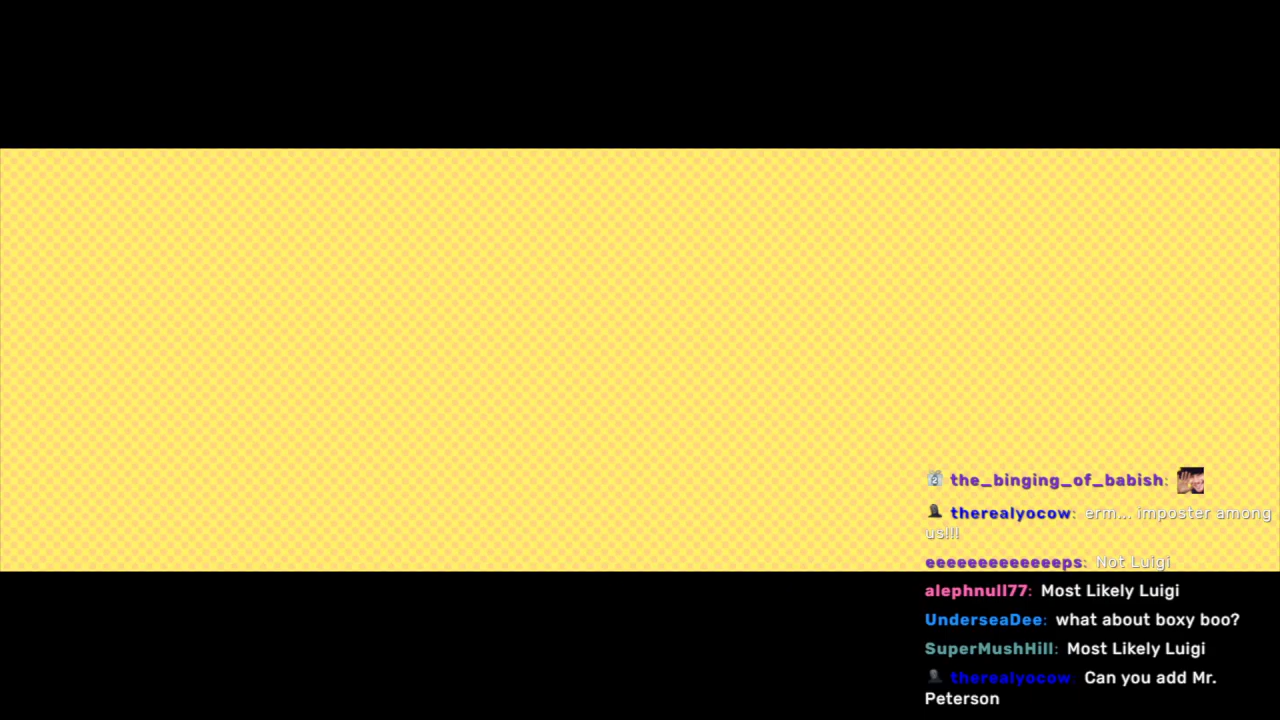 the_binging_of_babish:
therealyocow: erm... imposter among
us!!!
eeeeeeeeeeeeeps: Not Luigi
alephnull77: Most Likely Luigi
UnderseaDee: what about boxy boo?
SuperMushHill: Most Likely Luigi
therealyocow: Can you add Mr.
Peterson